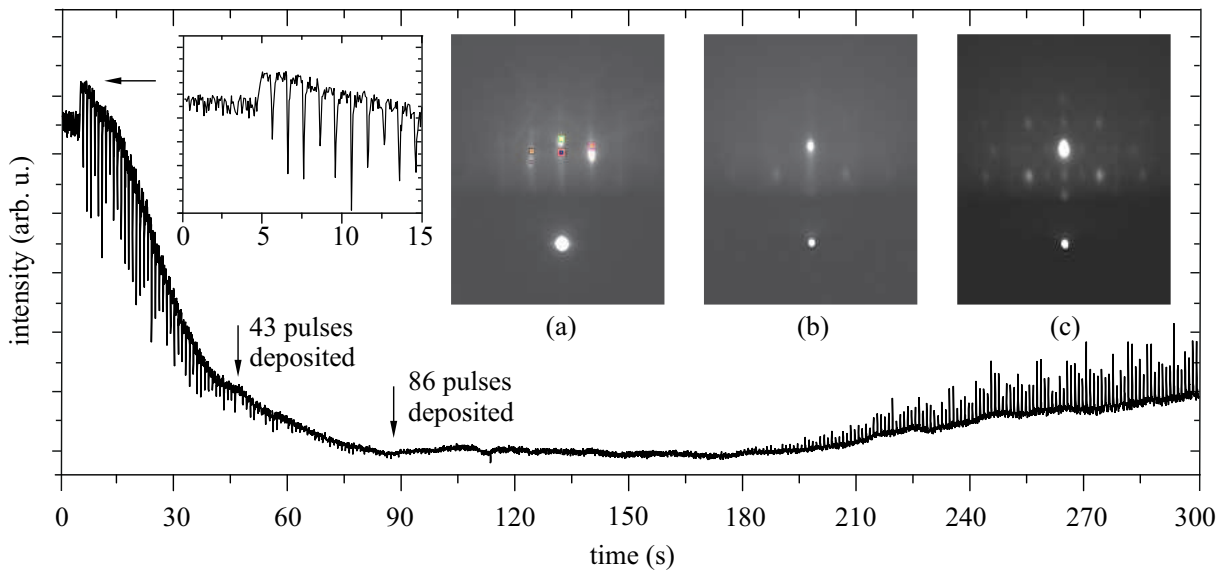 intensity (arb. u.)
0 5 10 15
(a) (b) (c)
43 pulses
deposited
86 pulses
deposited
0 30 60 90 120 150 180 210 240 270 300
time (s)